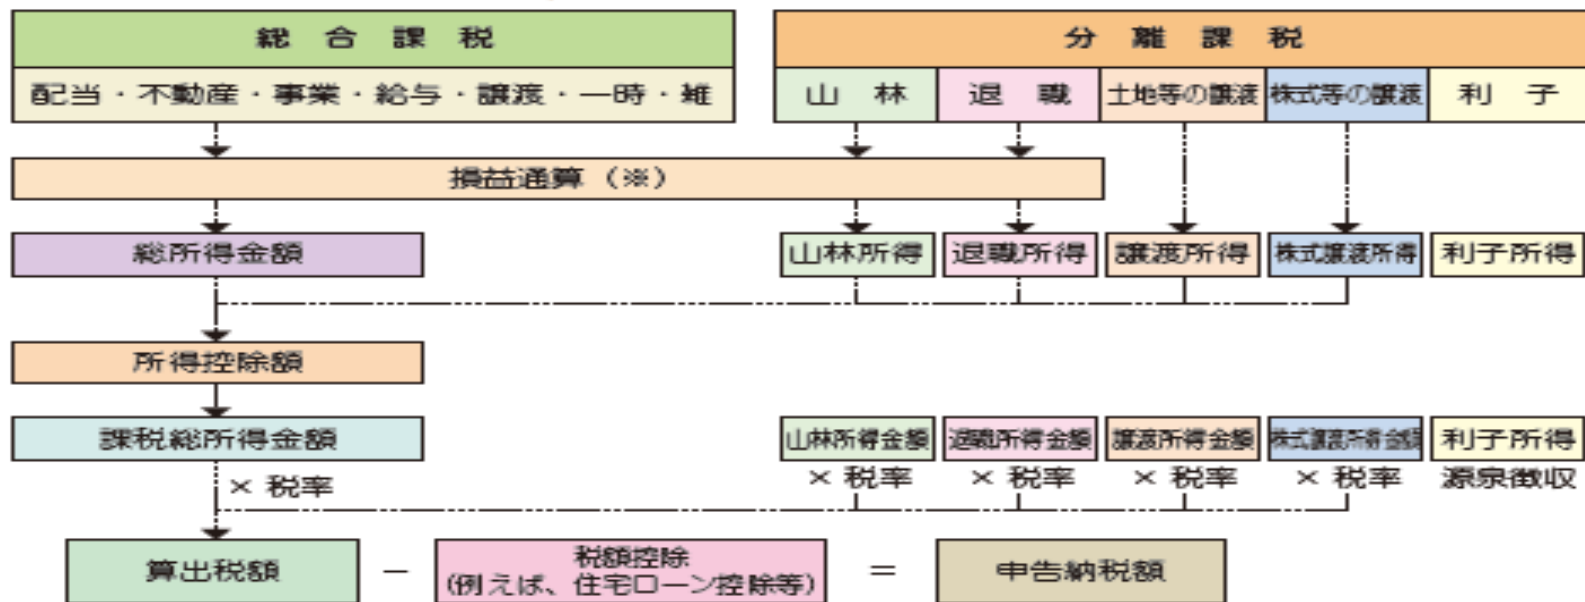 総合課税
分離課税
配当・不動産・事業・給与・譲渡・一時・雑
山林
退職
土地等の譲渡
株式等の譲渡
利子
損益通算（※）
総所得金額
山林所得
退職所得
譲渡所得
株式譲渡所得
利子所得
所得控除額
課税総所得金額
山林所得金額
退職所得金額
譲渡所得金額
株式譲渡所得金額
利子所得
×税率
×税率
×税率
×税率
×税率
源泉徴収
算出税額
－
税額控除
(例えば、住宅ローン控除等)
＝
申告納税額